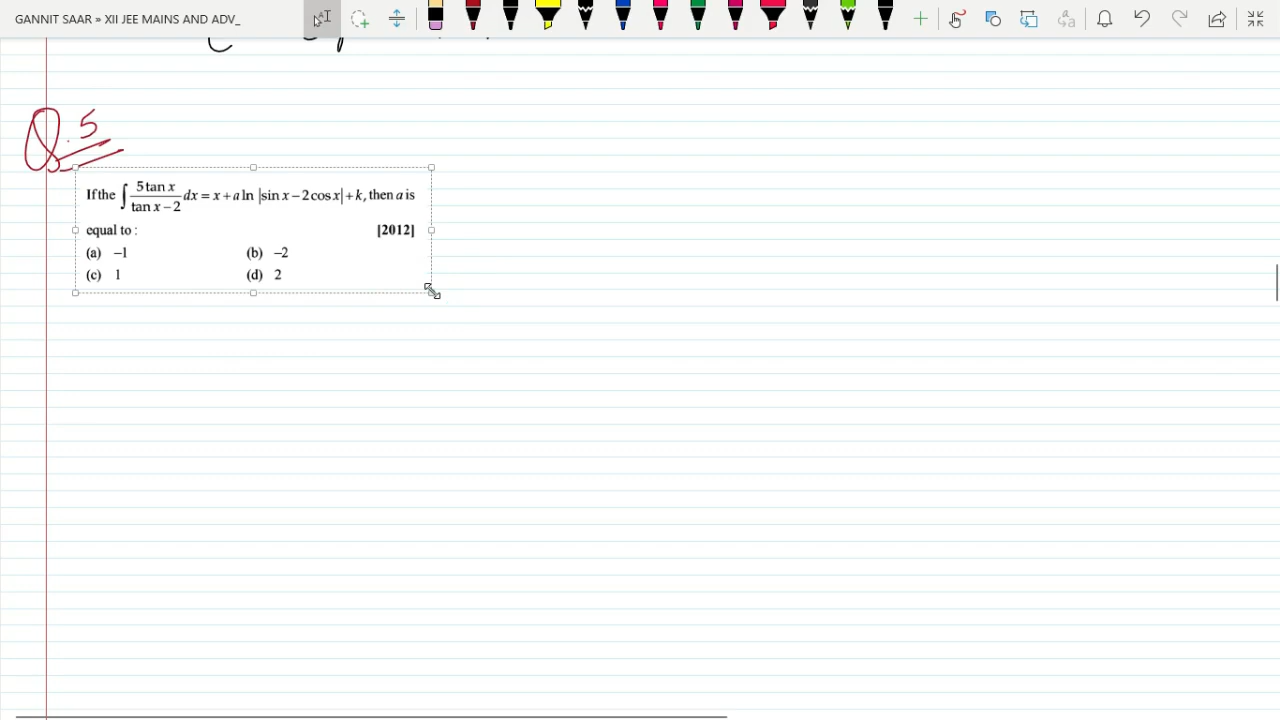 GANNIT SAAR » XII JEE MAINS AND ADV_
Q.5
If the ∫ 5 tan x / tan x − 2 dx = x + a ln |sin x − 2 cos x| + k, then a is
equal to : [2012]
(a) −1 (b) −2
(c) 1 (d) 2